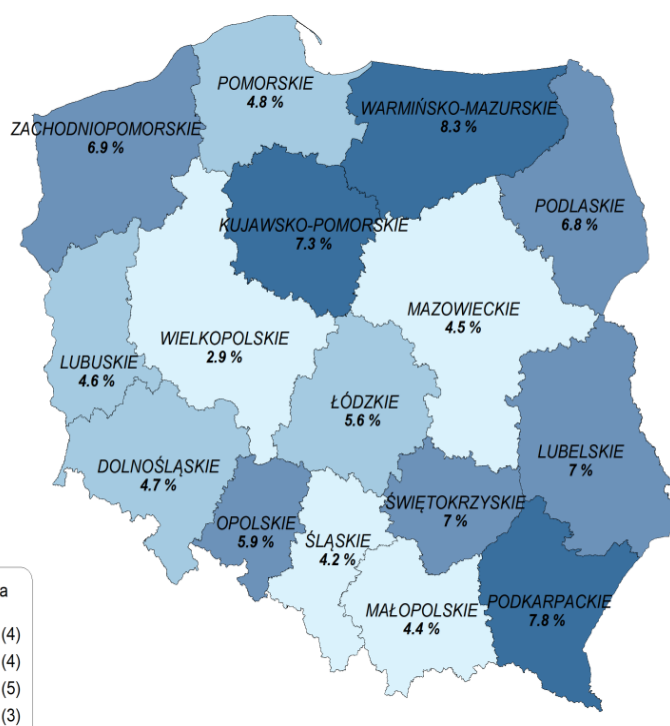 POMORSKIE
4.8 %
WARMIŃSKO-MAZURSKIE
8.3 %
ZACHODNIOPOMORSKIE
6.9 %
PODLASKIE
6.8 %
KUJAWSKO-POMORSKIE
7.3 %
MAZOWIECKIE
4.5 %
WIELKOPOLSKIE
2.9 %
LUBUSKIE
4.6 %
ŁÓDZKIE
5.6 %
LUBELSKIE
7 %
DOLNOŚLĄSKIE
4.7 %
ŚWIĘTOKRZYSKIE
7 %
OPOLSKIE
5.9 %
ŚLĄSKIE
4.2 %
MAŁOPOLSKIE
4.4 %
PODKARPACKIE
7.8 %
a
(4)
(4)
(5)
(3)